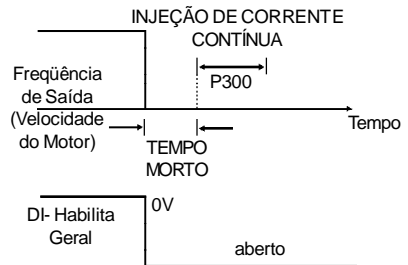 INJEÇÃO DE CORRENTE
CONTÍNUA
P300
Freqüência
de Saída
(Velocidade
do Motor)
Tempo
TEMPO
MORTO
0V
DI- Habilita
Geral
aberto